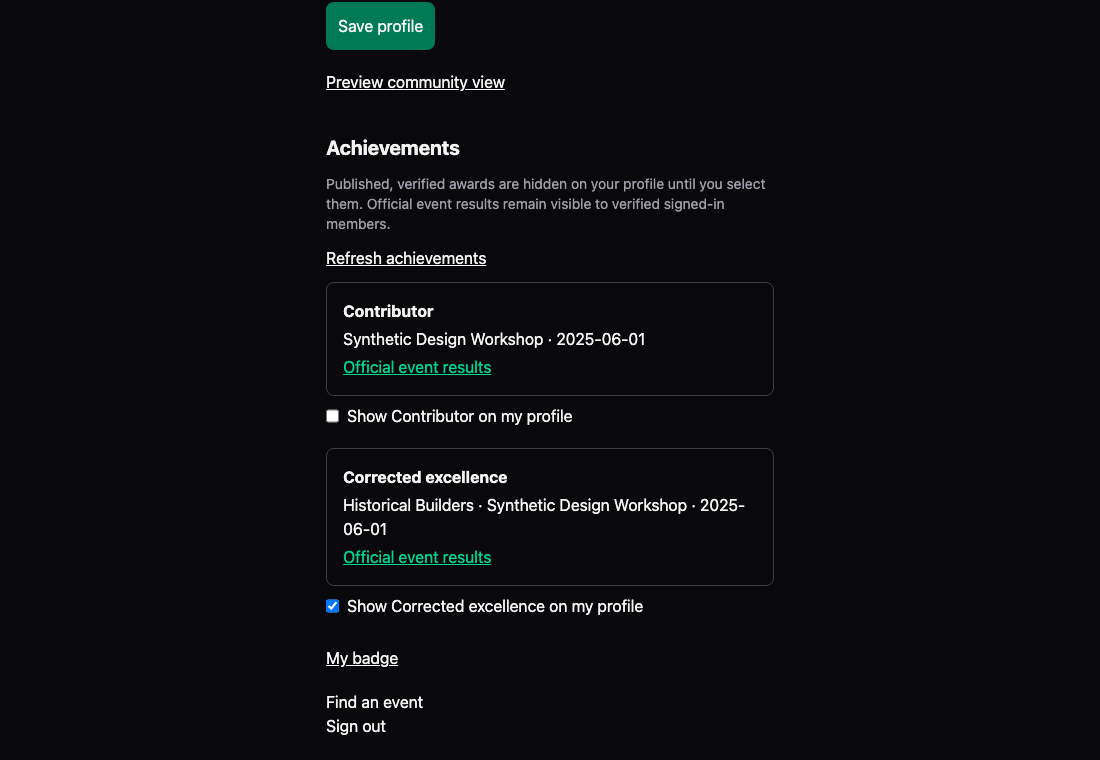 Save profile
Preview community view
Achievements
Published, verified awards are hidden on your profile until you select
them. Official event results remain visible to verified signed-in
members.
Refresh achievements
Contributor
Synthetic Design Workshop · 2025-06-01
Official event results
Show Contributor on my profile
Corrected excellence
Historical Builders · Synthetic Design Workshop · 2025-
06-01
Official event results
Show Corrected excellence on my profile
My badge
Find an event
Sign out